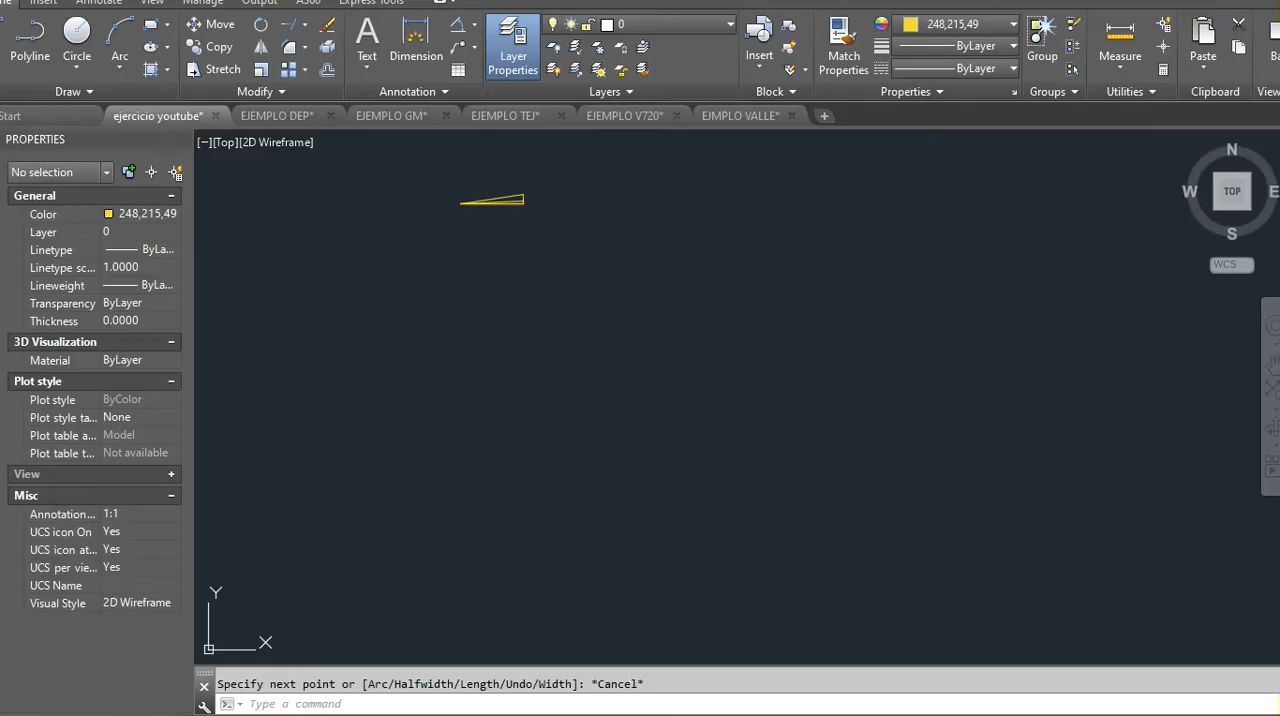 Insert Annotate View Manage Output A360 Express Tools
Polyline
Circle
Arc
Move
Copy
Stretch
Text
Dimension
Layer
Properties
0
Insert
Match
Properties
248,215,49
ByLayer
ByLayer
Group
Measure
Paste
Draw
Modify
Annotation
Layers
Block
Properties
Groups
Utilities
Clipboard
Start
ejercicio youtube*
EJEMPLO DEP*
EJEMPLO GM*
EJEMPLO TEJ*
EJEMPLO V720*
EJMPLO VALLE*
PROPERTIES
[−][Top][2D Wireframe]
No selection
General
Color 248,215,49
Layer 0
Linetype ByLa...
Linetype sc... 1.0000
Lineweight ByLa...
Transparency ByLayer
Thickness 0.0000
3D Visualization
Material ByLayer
Plot style
Plot style ByColor
Plot style ta... None
Plot table a... Model
Plot table t... Not available
View
Misc
Annotation... 1:1
UCS icon On Yes
UCS icon at... Yes
UCS per vie... Yes
UCS Name
Visual Style 2D Wireframe
N
W TOP E
S
WCS
Y
X
Specify next point or [Arc/Halfwidth/Length/Undo/Width]: *Cancel*
Type a command